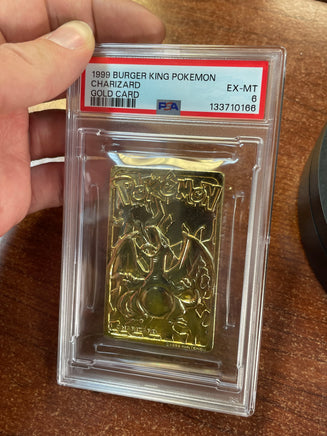 1999 BURGER KING POKEMON
CHARIZARD
EX-MT
GOLD CARD
6
PSA
133710166
POKéMON